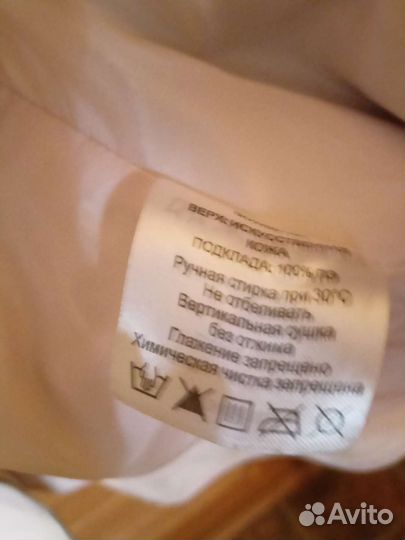 ВЕРХ: ИСКУССТВЕННАЯ
КОЖА
ПОДКЛАДА: 100%
Ручная стирка при 30°С
Не отбеливать
Вертикальная сушка
без отжима
Глажение запрещено
Химическая чистка запрещена
Avito